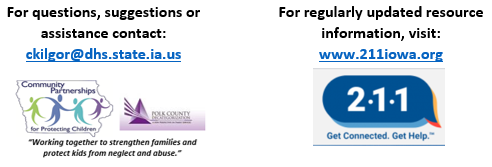 For questions, suggestions or
assistance contact:
ckilgor@dhs.state.ia.us
Community
Partnerships
for Protecting Children
POLK COUNTY
DECATEGORIZATION
"Working together to strengthen families and
protect kids from neglect and abuse."
For regularly updated resource
information, visit:
www.211iowa.org
2·1·1
Get Connected. Get Help.™